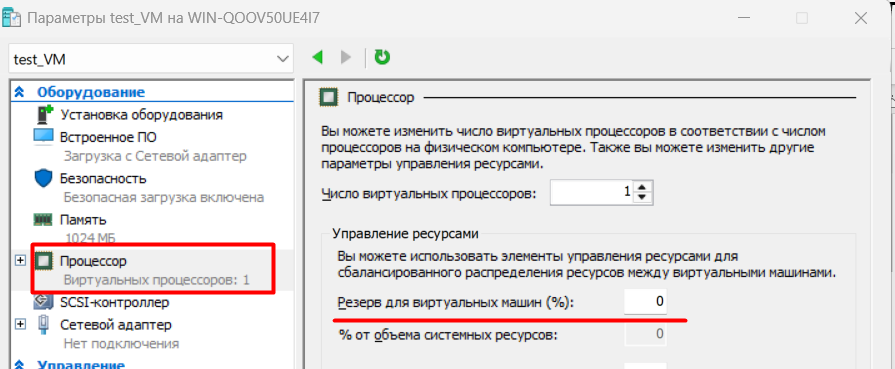 Параметры test_VM на WIN-QOOV50UE4I7
test_VM
Оборудование
Установка оборудования
Встроенное ПО
Загрузка с Сетевой адаптер
Безопасность
Безопасная загрузка включена
Память
1024 МБ
Процессор
Виртуальных процессоров: 1
SCSI-контроллер
Сетевой адаптер
Нет подключения
Управление
Процессор
Вы можете изменить число виртуальных процессоров в соответствии с числом
процессоров на физическом компьютере. Также вы можете изменить другие
параметры управления ресурсами.
Число виртуальных процессоров: 1
Управление ресурсами
Вы можете использовать элементы управления ресурсами для
сбалансированного распределения ресурсов между виртуальными машинами.
Резерв для виртуальных машин (%): 0
% от объема системных ресурсов: 0